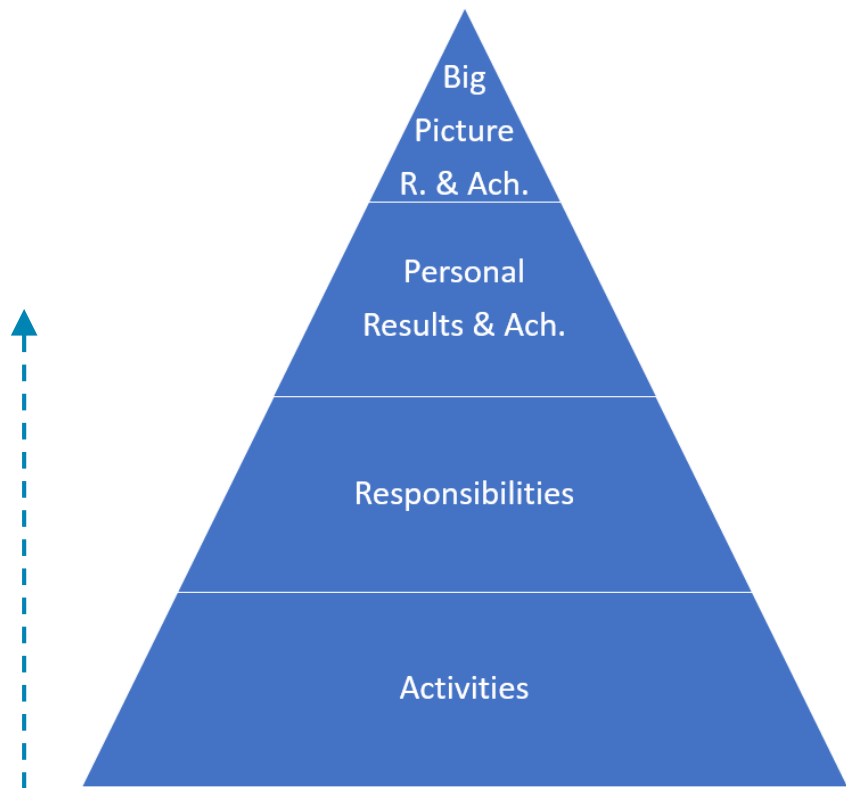 Big
Picture
R. & Ach.
Personal
Results & Ach.
Responsibilities
Activities